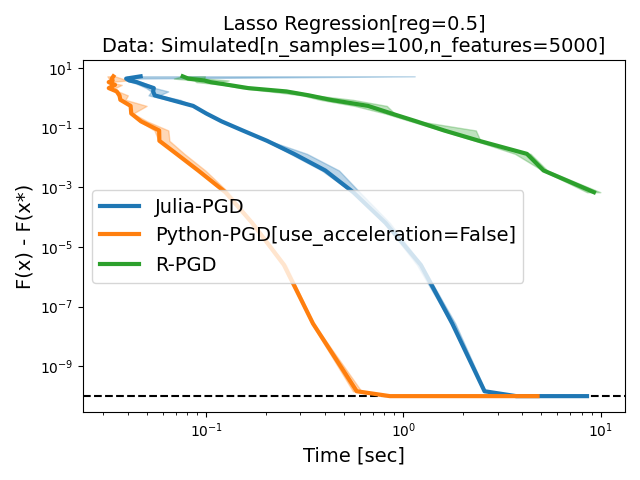 Lasso Regression[reg=0.5]
Data: Simulated[n_samples=100,n_features=5000]
F(x) - F(x*)
10¹
10⁻¹
10⁻³
10⁻⁵
10⁻⁷
10⁻⁹
Julia-PGD
Python-PGD[use_acceleration=False]
R-PGD
10⁻¹ 10⁰ 10¹
Time [sec]